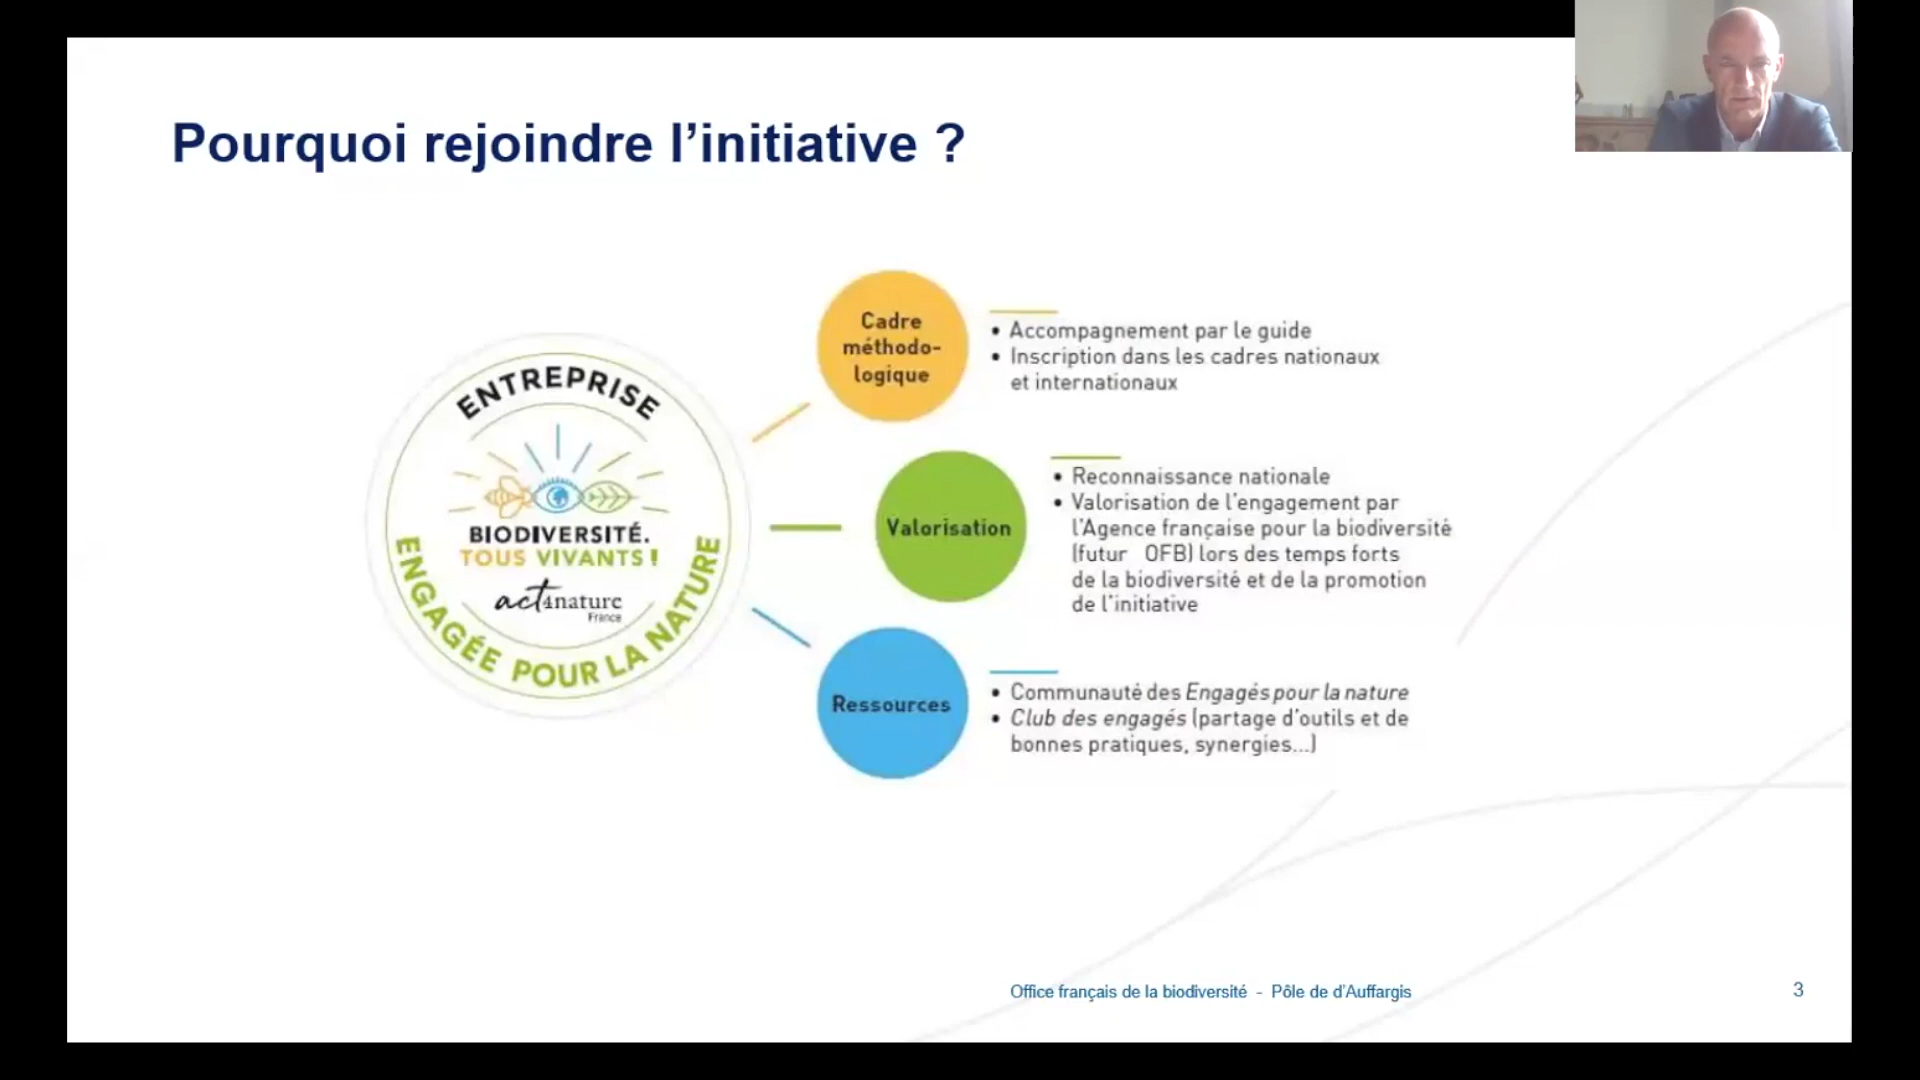 Pourquoi rejoindre l’initiative ?
ENTREPRISE
BIODIVERSITÉ.
TOUS VIVANTS !
act4nature
France
ENGAGÉE POUR LA NATURE
Cadre
méthodo-
logique
• Accompagnement par le guide
• Inscription dans les cadres nationaux
et internationaux
Valorisation
• Reconnaissance nationale
• Valorisation de l’engagement par
l’Agence française pour la biodiversité
(futur OFB) lors des temps forts
de la biodiversité et de la promotion
de l’initiative
Ressources
• Communauté des Engagés pour la nature
• Club des engagés (partage d’outils et de
bonnes pratiques, synergies...)
Office français de la biodiversité - Pôle de d’Auffargis
3